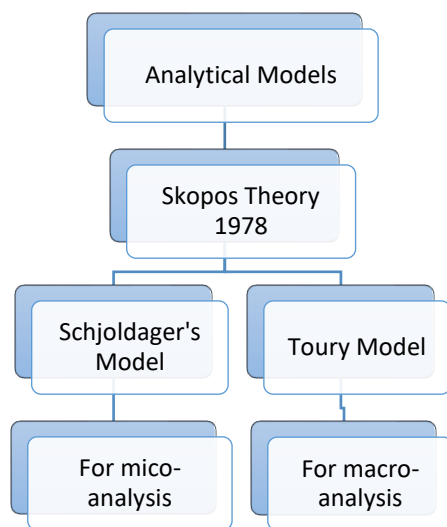 Analytical Models
Skopos Theory
1978
Schjoldager's
Model
Toury Model
For mico-
analysis
For macro-
analysis